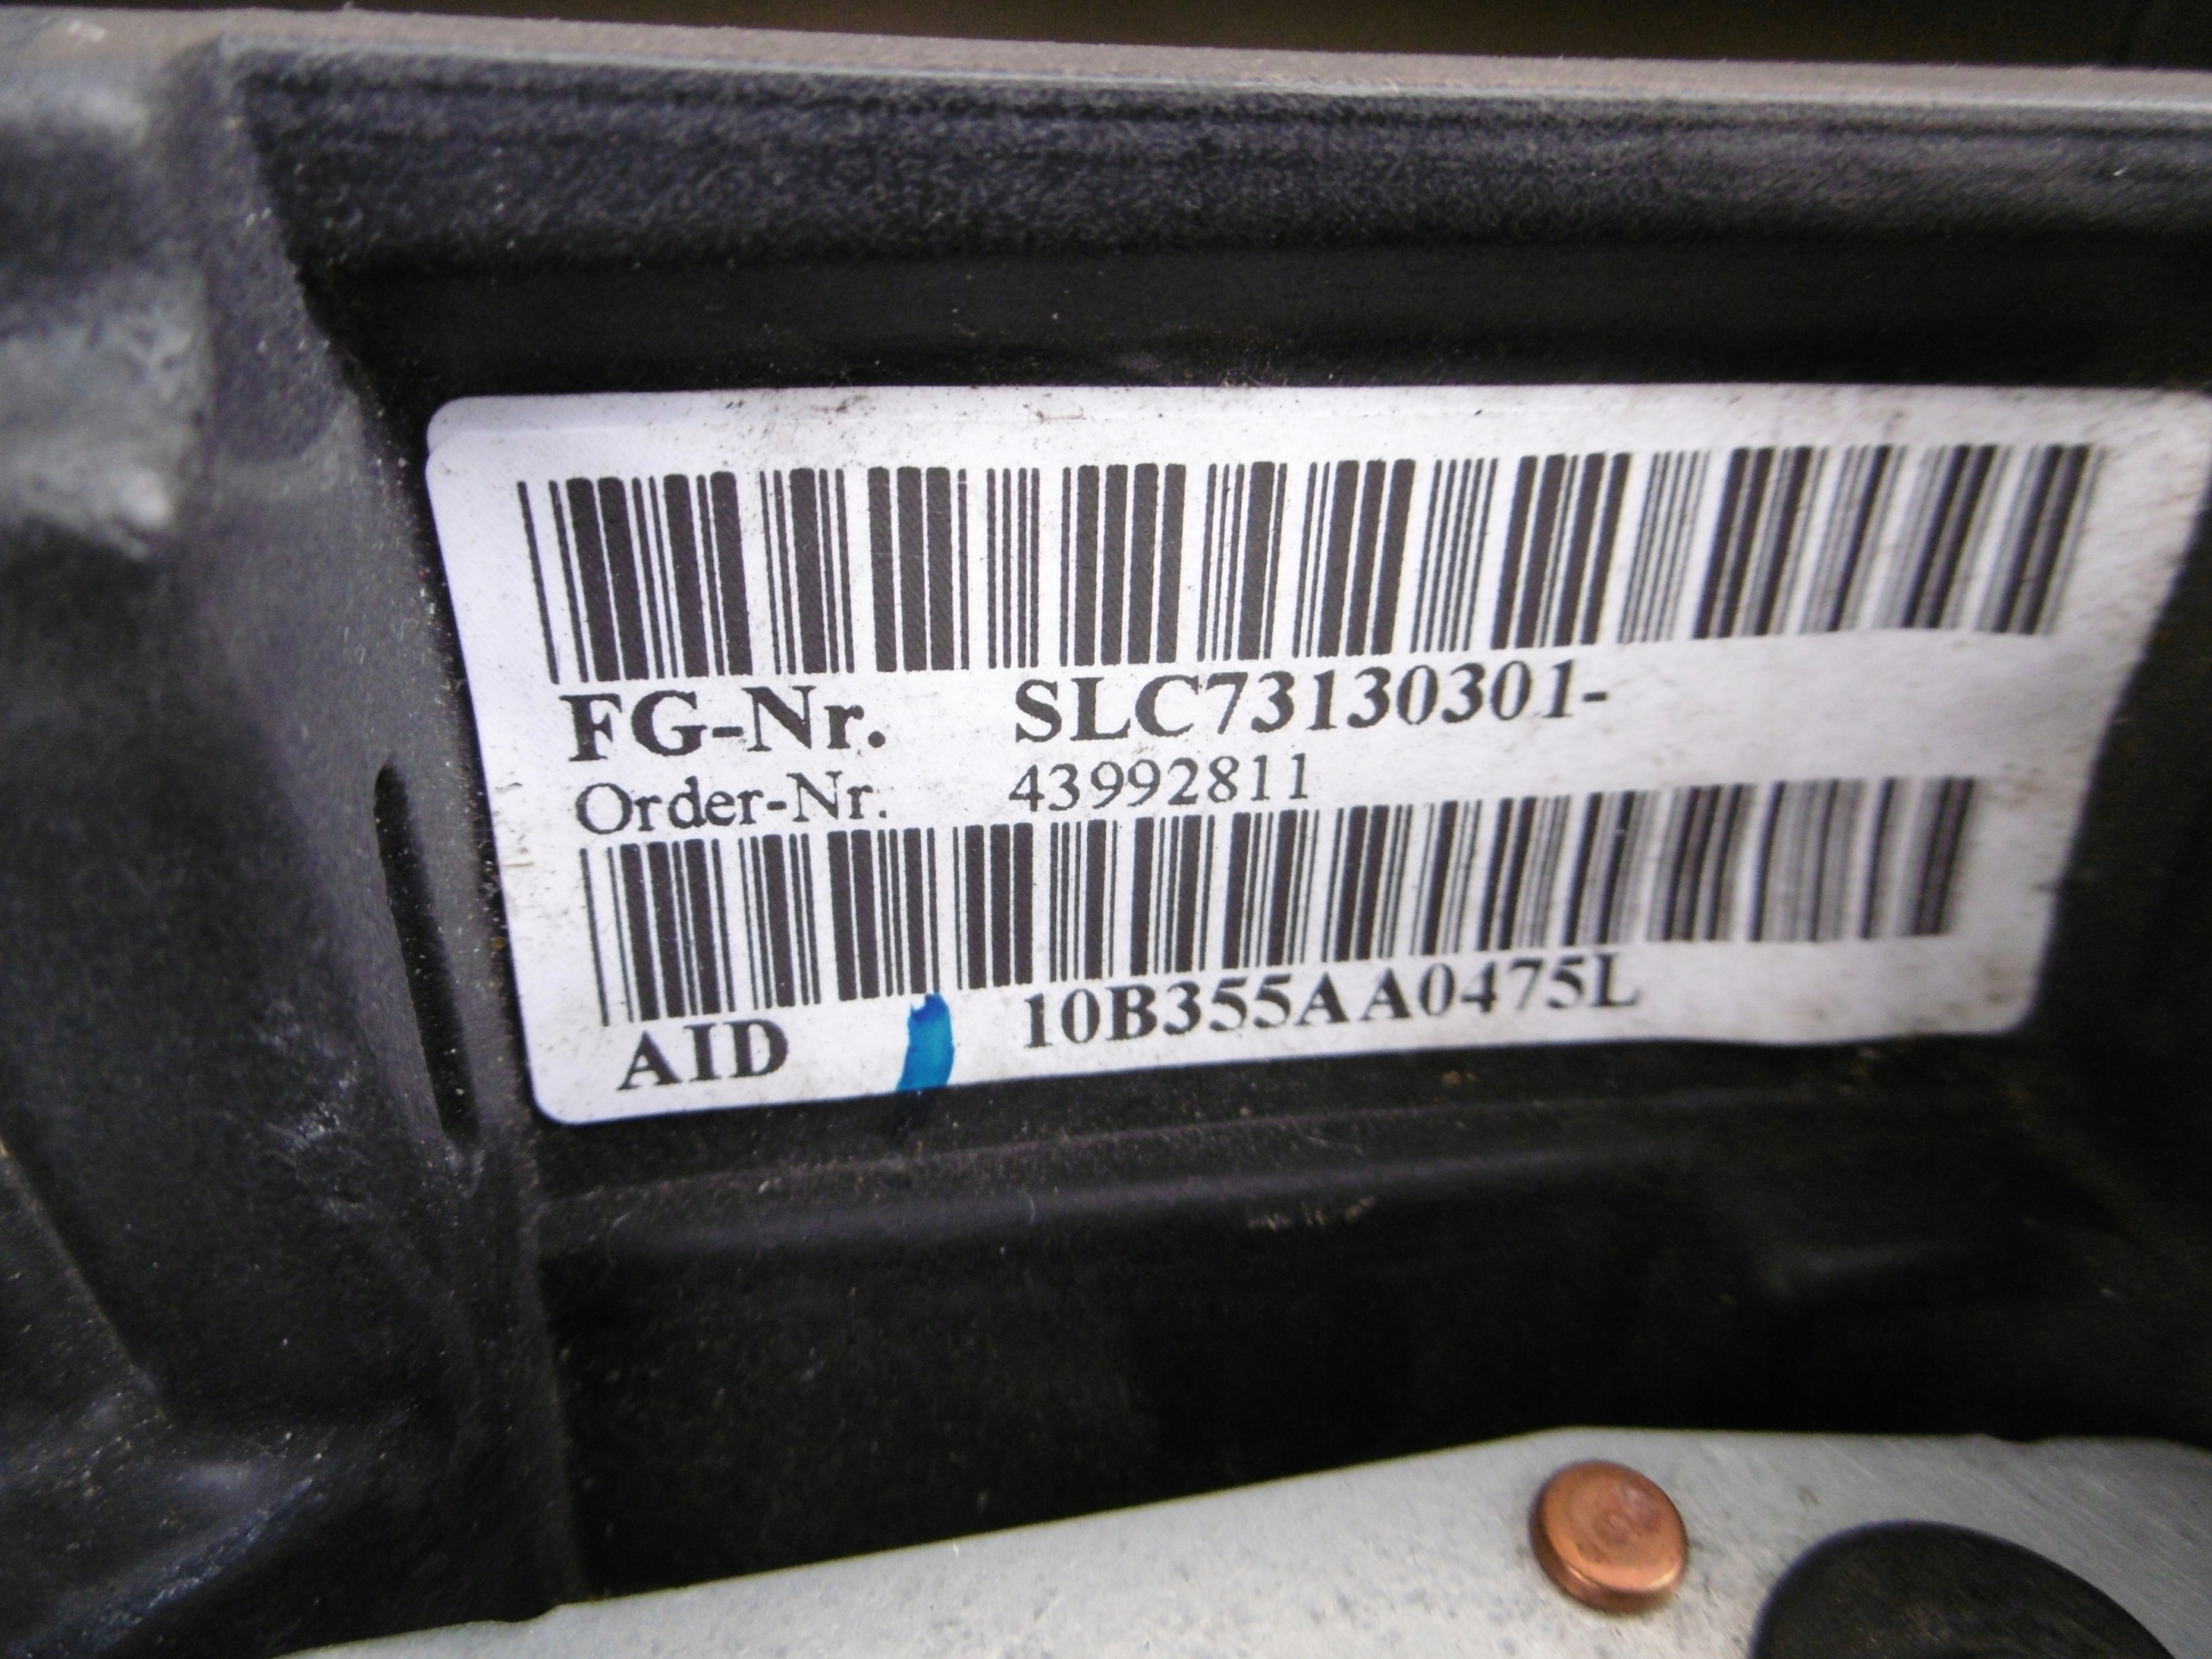 FG-Nr. SLC73130301-
Order-Nr. 43992811
AID 10B355AA0475L